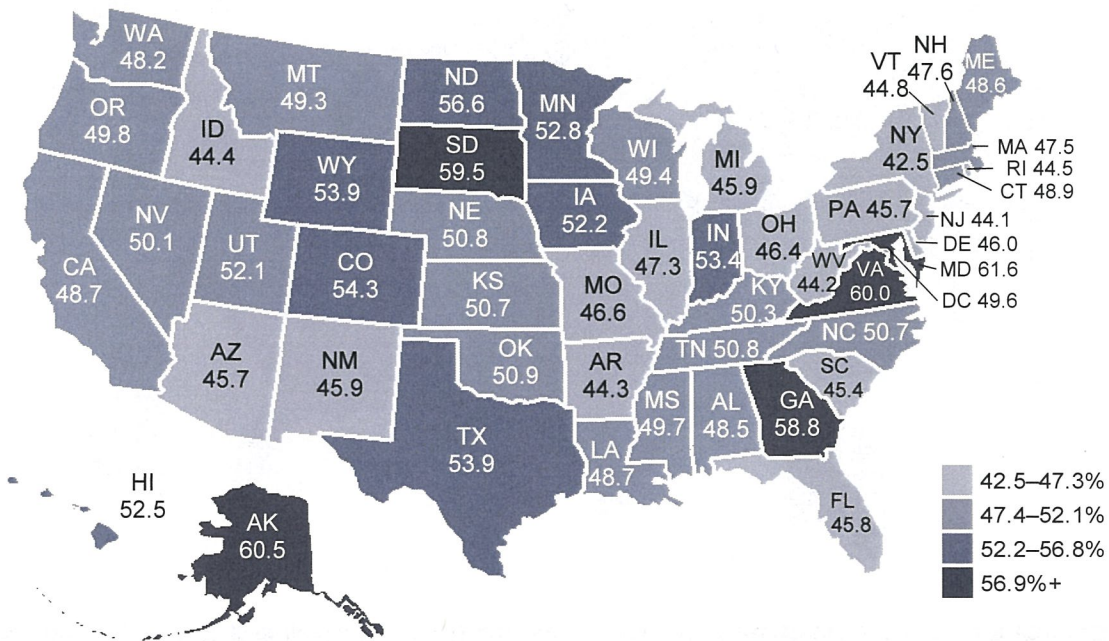 WA
48.2
OR
49.8
CA
48.7
NV
50.1
ID
44.4
MT
49.3
WY
53.9
UT
52.1
CO
54.3
AZ
45.7
NM
45.9
ND
56.6
SD
59.5
NE
50.8
KS
50.7
OK
50.9
TX
53.9
MN
52.8
IA
52.2
MO
46.6
AR
44.3
LA
48.7
WI
49.4
IL
47.3
MI
45.9
IN
53.4
OH
46.4
KY
50.3
TN 50.8
MS
49.7
AL
48.5
GA
58.8
FL
45.8
SC
45.4
NC 50.7
VA
60.0
WV
44.2
PA 45.7
NY
42.5
VT
44.8
NH
47.6
ME
48.6
MA 47.5
RI 44.5
CT 48.9
NJ 44.1
DE 46.0
MD 61.6
DC 49.6
HI
52.5
AK
60.5
42.5–47.3%
47.4–52.1%
52.2–56.8%
56.9%+